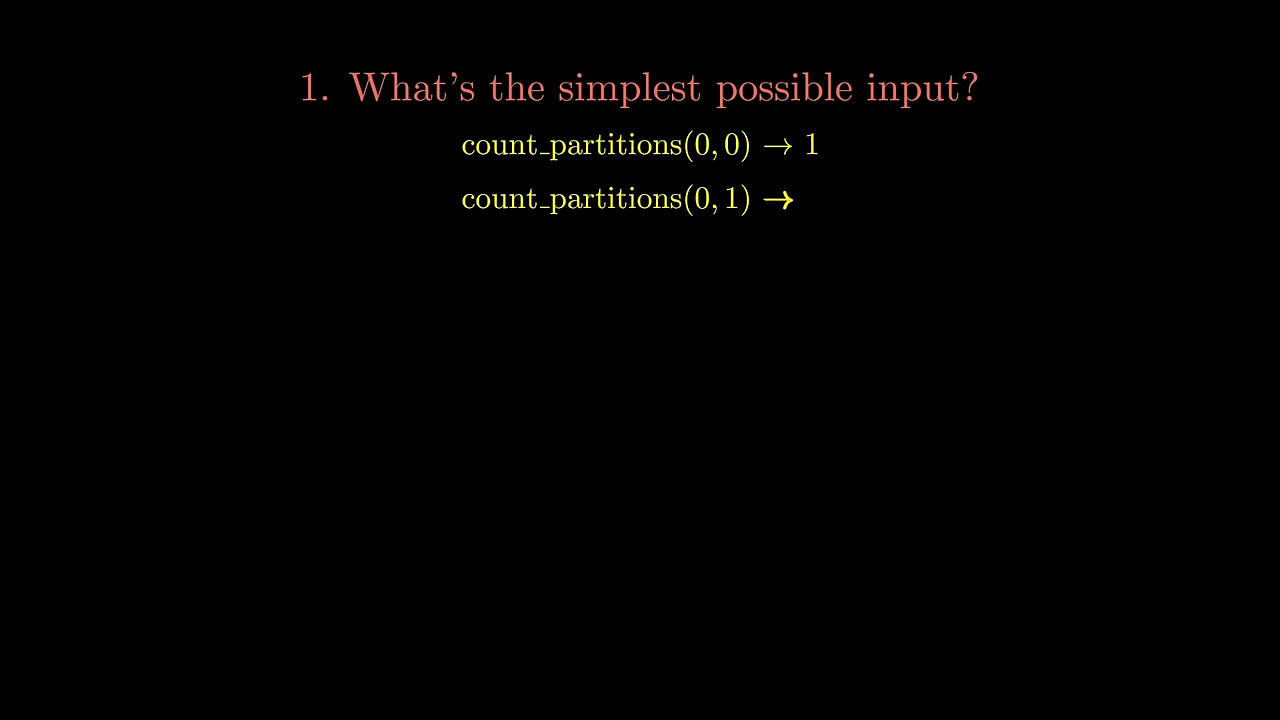 1. What's the simplest possible input?
count_partitions(0, 0) → 1
count_partitions(0, 1) →